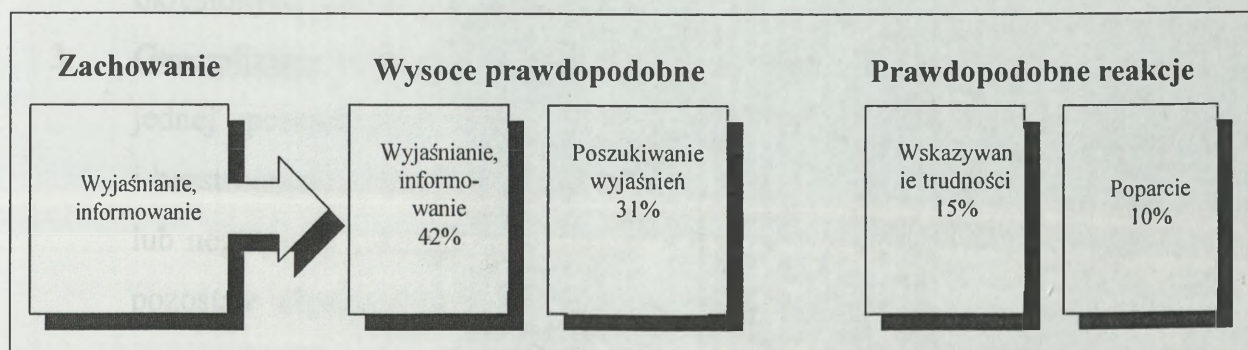 Zachowanie
Wysoce prawdopodobne
Prawdopodobne reakcje
Wyjaśnianie,
informowanie
Wyjaśnianie,
informo-
wanie
42%
Poszukiwanie
wyjaśnień
31%
Wskazywan
ie trudności
15%
Poparcie
10%